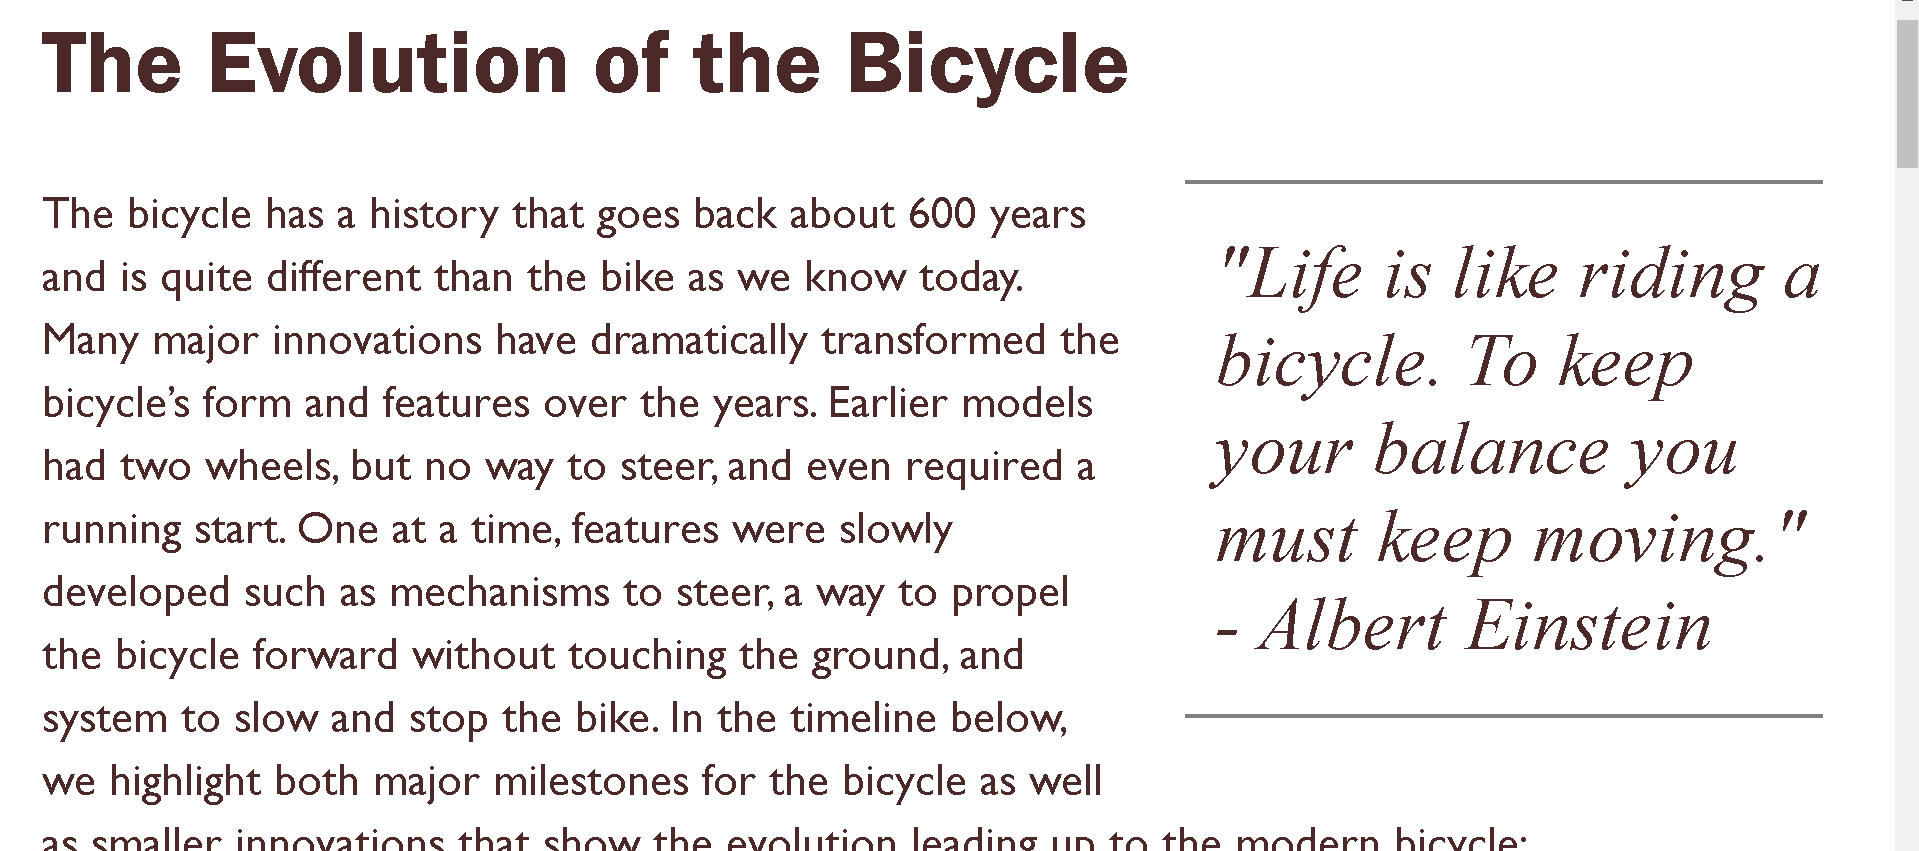 The Evolution of the Bicycle
The bicycle has a history that goes back about 600 years
and is quite different than the bike as we know today.
Many major innovations have dramatically transformed the
bicycle’s form and features over the years. Earlier models
had two wheels, but no way to steer, and even required a
running start. One at a time, features were slowly
developed such as mechanisms to steer, a way to propel
the bicycle forward without touching the ground, and
system to slow and stop the bike. In the timeline below,
we highlight both major milestones for the bicycle as well
as smaller innovations that show the evolution leading up to the modern bicycle:
"Life is like riding a
bicycle. To keep
your balance you
must keep moving."
- Albert Einstein